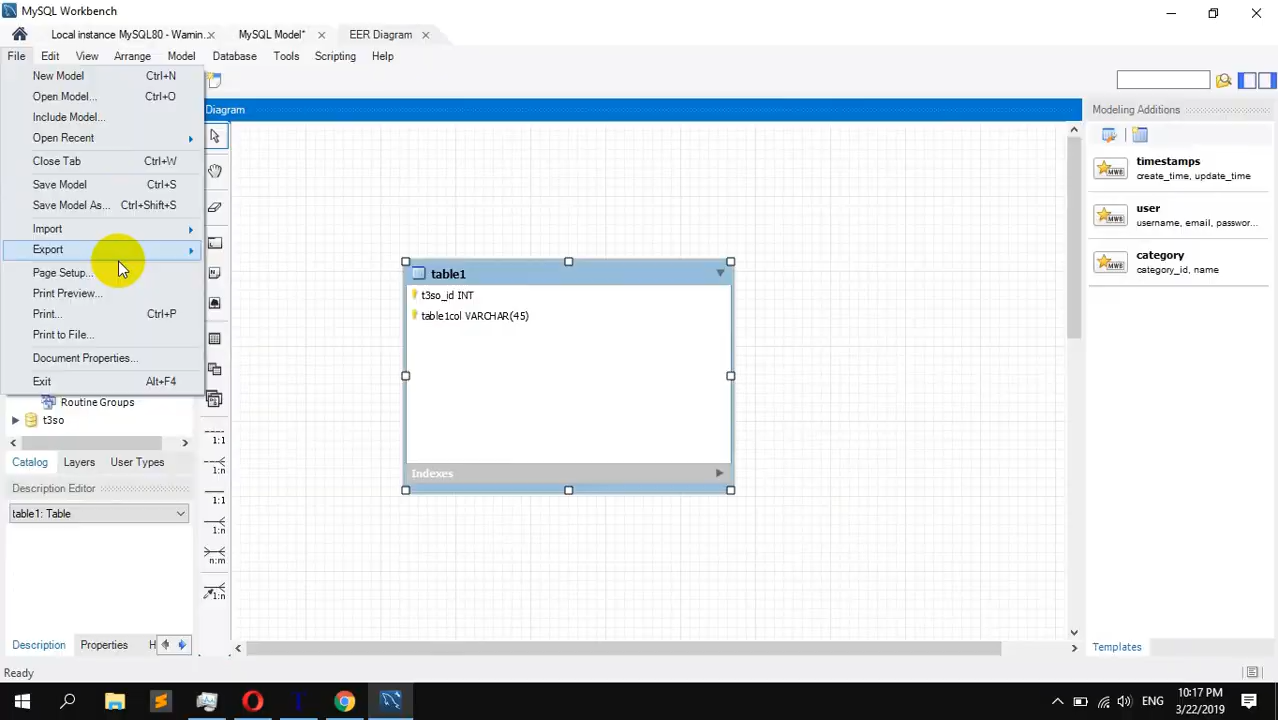 MySQL Workbench
Local instance MySQL80 - Warnin...
MySQL Model*
EER Diagram
File Edit View Arrange Model Database Tools Scripting Help
New Model Ctrl+N
Open Model... Ctrl+O
Include Model...
Open Recent
Close Tab Ctrl+W
Save Model Ctrl+S
Save Model As... Ctrl+Shift+S
Import
Export
Page Setup...
Print Preview...
Print... Ctrl+P
Print to File...
Document Properties...
Exit Alt+F4
Routine Groups
t3so
Catalog Layers User Types
Description Editor
table1: Table
Description Properties H
Ready
Diagram
1:1
1:n
1:1
1:n
n:m
1:n
table1
t3so_id INT
table1col VARCHAR(45)
Indexes
Modeling Additions
timestamps
create_time, update_time
user
username, email, passwor...
category
category_id, name
Templates
ENG
10:17 PM
3/22/2019